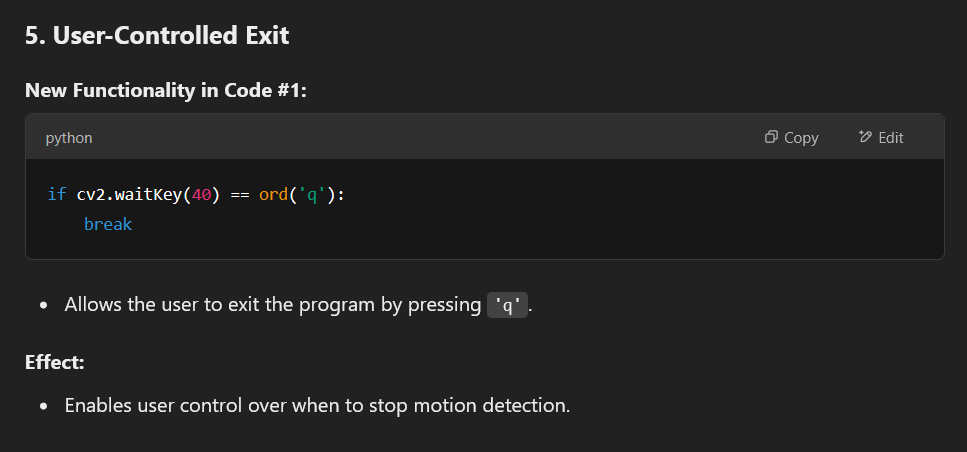 5. User-Controlled Exit
New Functionality in Code #1:
python Copy Edit
if cv2.waitKey(40) == ord('q'):
    break
• Allows the user to exit the program by pressing 'q'.
Effect:
• Enables user control over when to stop motion detection.